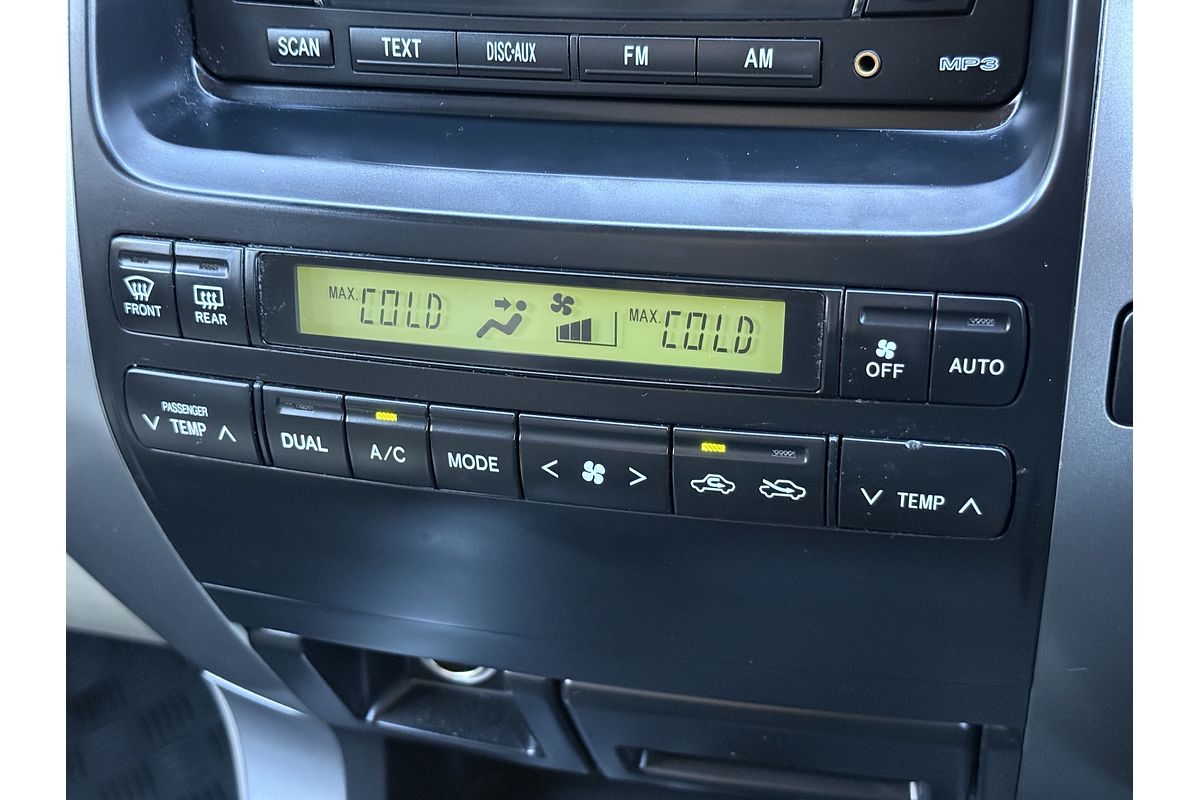 SCAN TEXT DISC·AUX FM AM MP3
FRONT REAR MAX. COLD MAX. COLD OFF AUTO
PASSENGER
TEMP DUAL A/C MODE < > TEMP